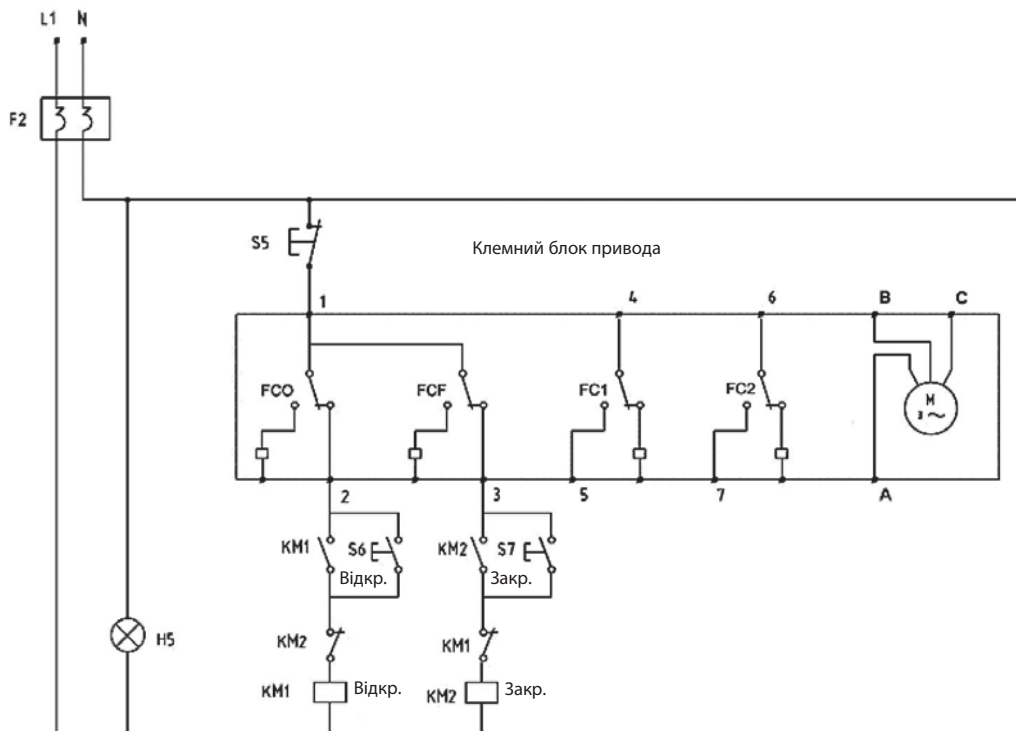 L1 N
F2
S5
Клемний блок привода
1 4 6 B C
FCO FCF FC1 FC2
M
3 ~
2 3 5 7 A
KM1 S6 KM2 S7
Відкр. Закр.
H5
KM2 KM1
KM1 Відкр. KM2 Закр.